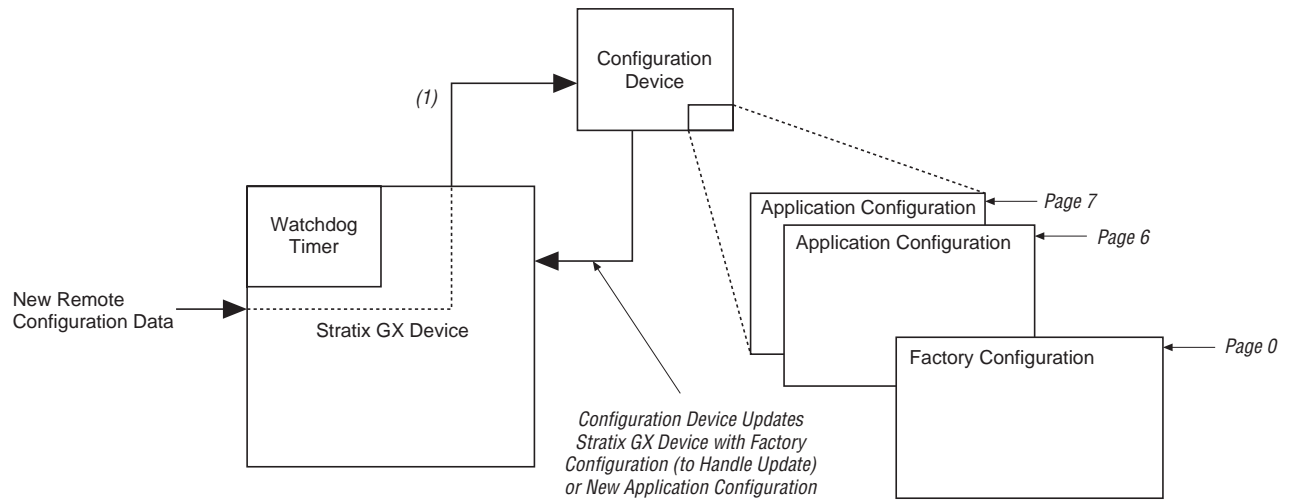 Configuration
Device
(1)
Application Configuration
Page 7
Application Configuration
Page 6
Watchdog
Timer
New Remote
Configuration Data
Stratix GX Device
Factory Configuration
Page 0
Configuration Device Updates
Stratix GX Device with Factory
Configuration (to Handle Update)
or New Application Configuration